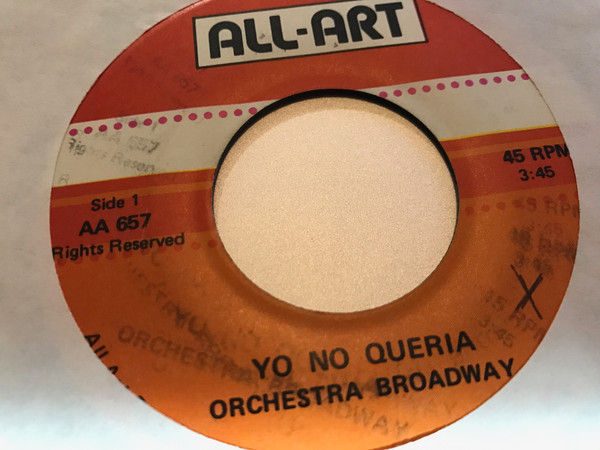 ALL-ART
45 RPM
3:45
Side 1
AA 657
Rights Reserved
YO NO QUERIA
ORCHESTRA BROADWAY